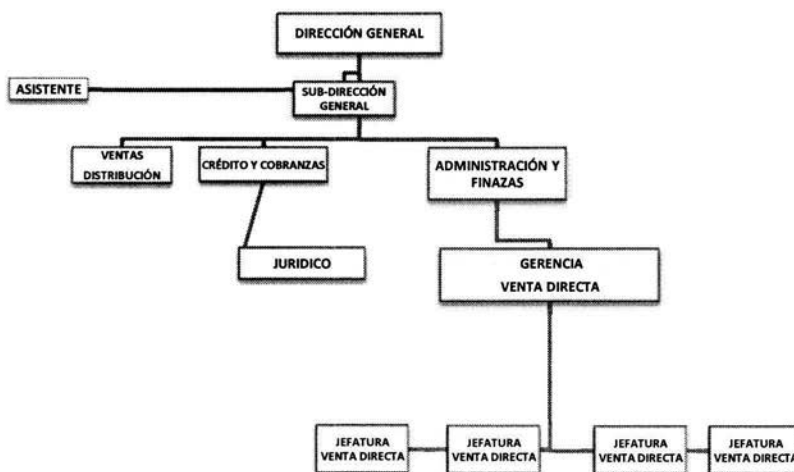 DIRECCIÓN GENERAL
ASISTENTE
SUB-DIRECCIÓN
GENERAL
VENTAS
DISTRIBUCIÓN
CRÉDITO Y COBRANZAS
ADMINISTRACIÓN Y
FINAZAS
JURIDICO
GERENCIA
VENTA DIRECTA
JEFATURA
VENTA DIRECTA
JEFATURA
VENTA DIRECTA
JEFATURA
VENTA DIRECTA
JEFATURA
VENTA DIRECTA